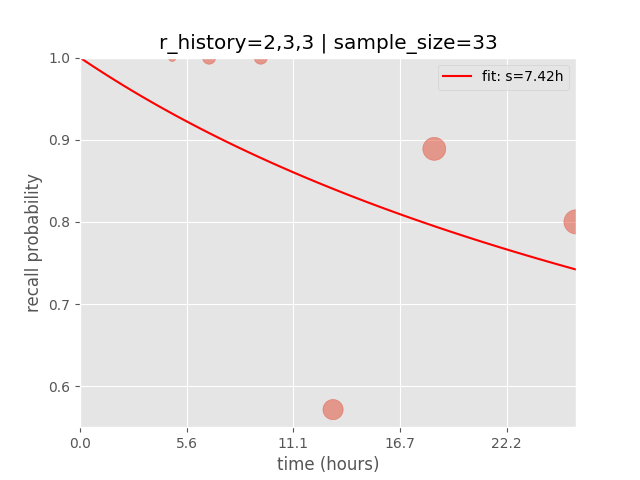 r_history=2,3,3 | sample_size=33
fit: s=7.42h
1.0
0.9
0.8
0.7
0.6
recall probability
0.0 5.6 11.1 16.7 22.2
time (hours)